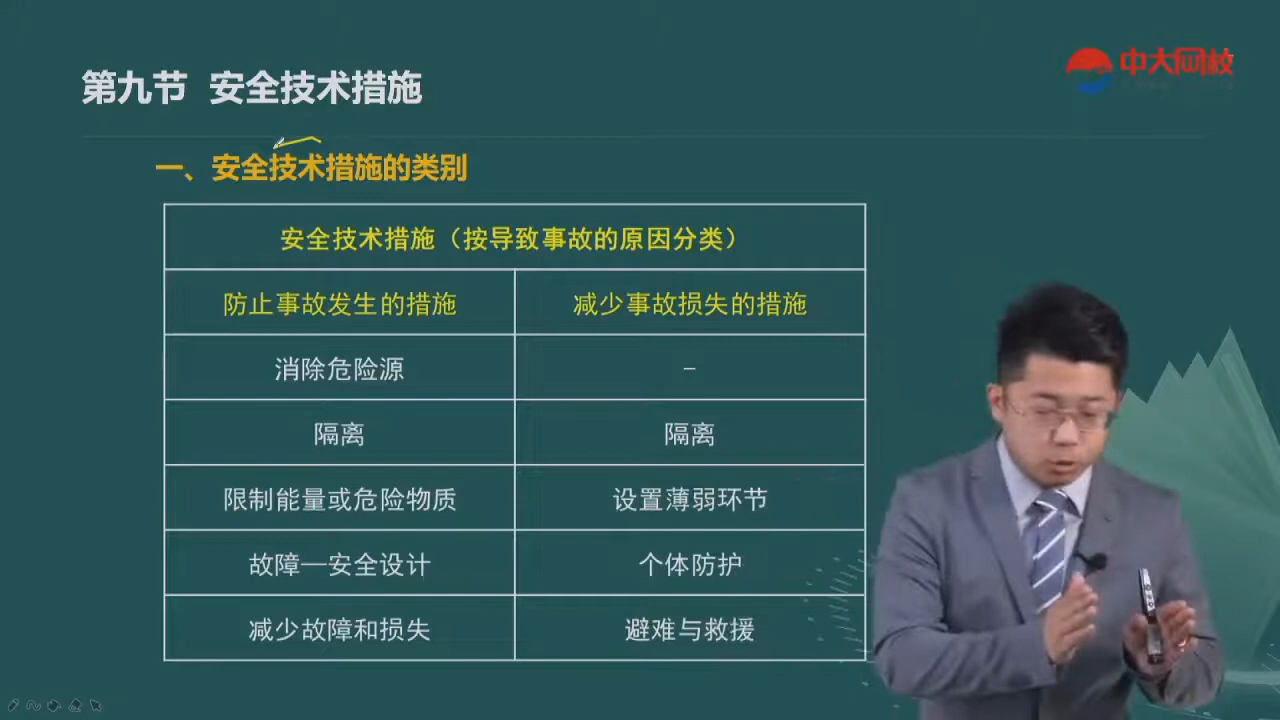 第九节 安全技术措施
中大网校
一、安全技术措施的类别
安全技术措施（按导致事故的原因分类）
防止事故发生的措施 减少事故损失的措施
消除危险源 –
隔离 隔离
限制能量或危险物质 设置薄弱环节
故障—安全设计 个体防护
减少故障和损失 避难与救援